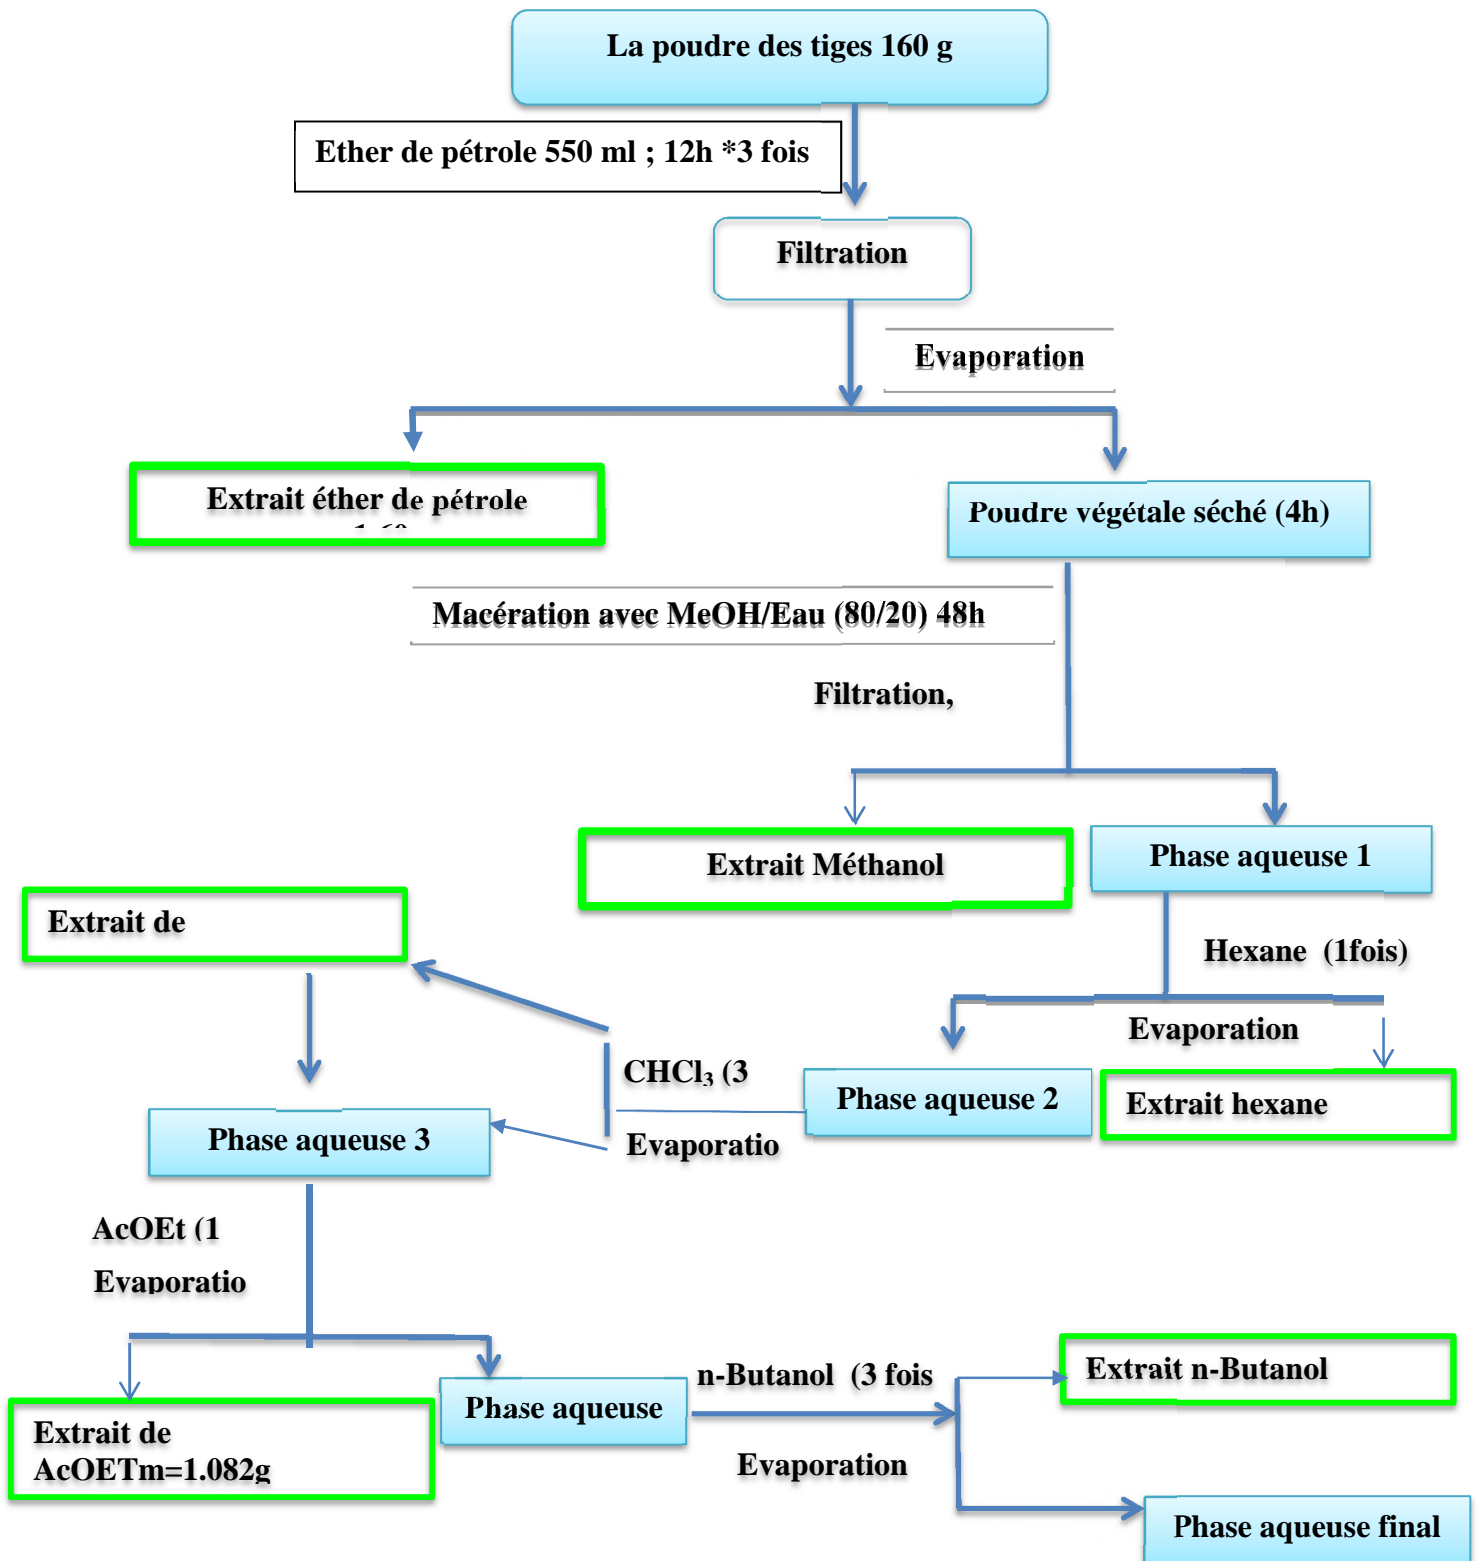 La poudre des tiges 160 g
Ether de pétrole 550 ml ; 12h *3 fois
Filtration
Evaporation
Extrait éther de pétrole
Poudre végétale séché (4h)
Macération avec MeOH/Eau (80/20) 48h
Filtration,
Extrait Méthanol
Phase aqueuse 1
Extrait de
Hexane (1fois)
Evaporation
CHCl₃ (3
Phase aqueuse 2
Extrait hexane
Phase aqueuse 3
Evaporatio
AcOEt (1
Evaporatio
n-Butanol (3 fois
Extrait n-Butanol
Phase aqueuse
Extrait de
AcOETm=1.082g
Evaporation
Phase aqueuse final